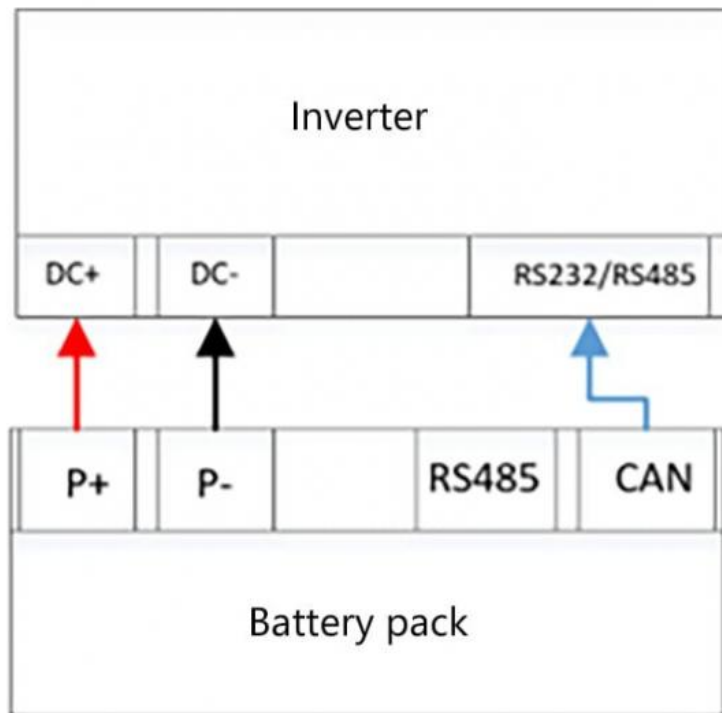 Inverter
DC+ DC- RS232/RS485
P+ P- RS485 CAN
Battery pack